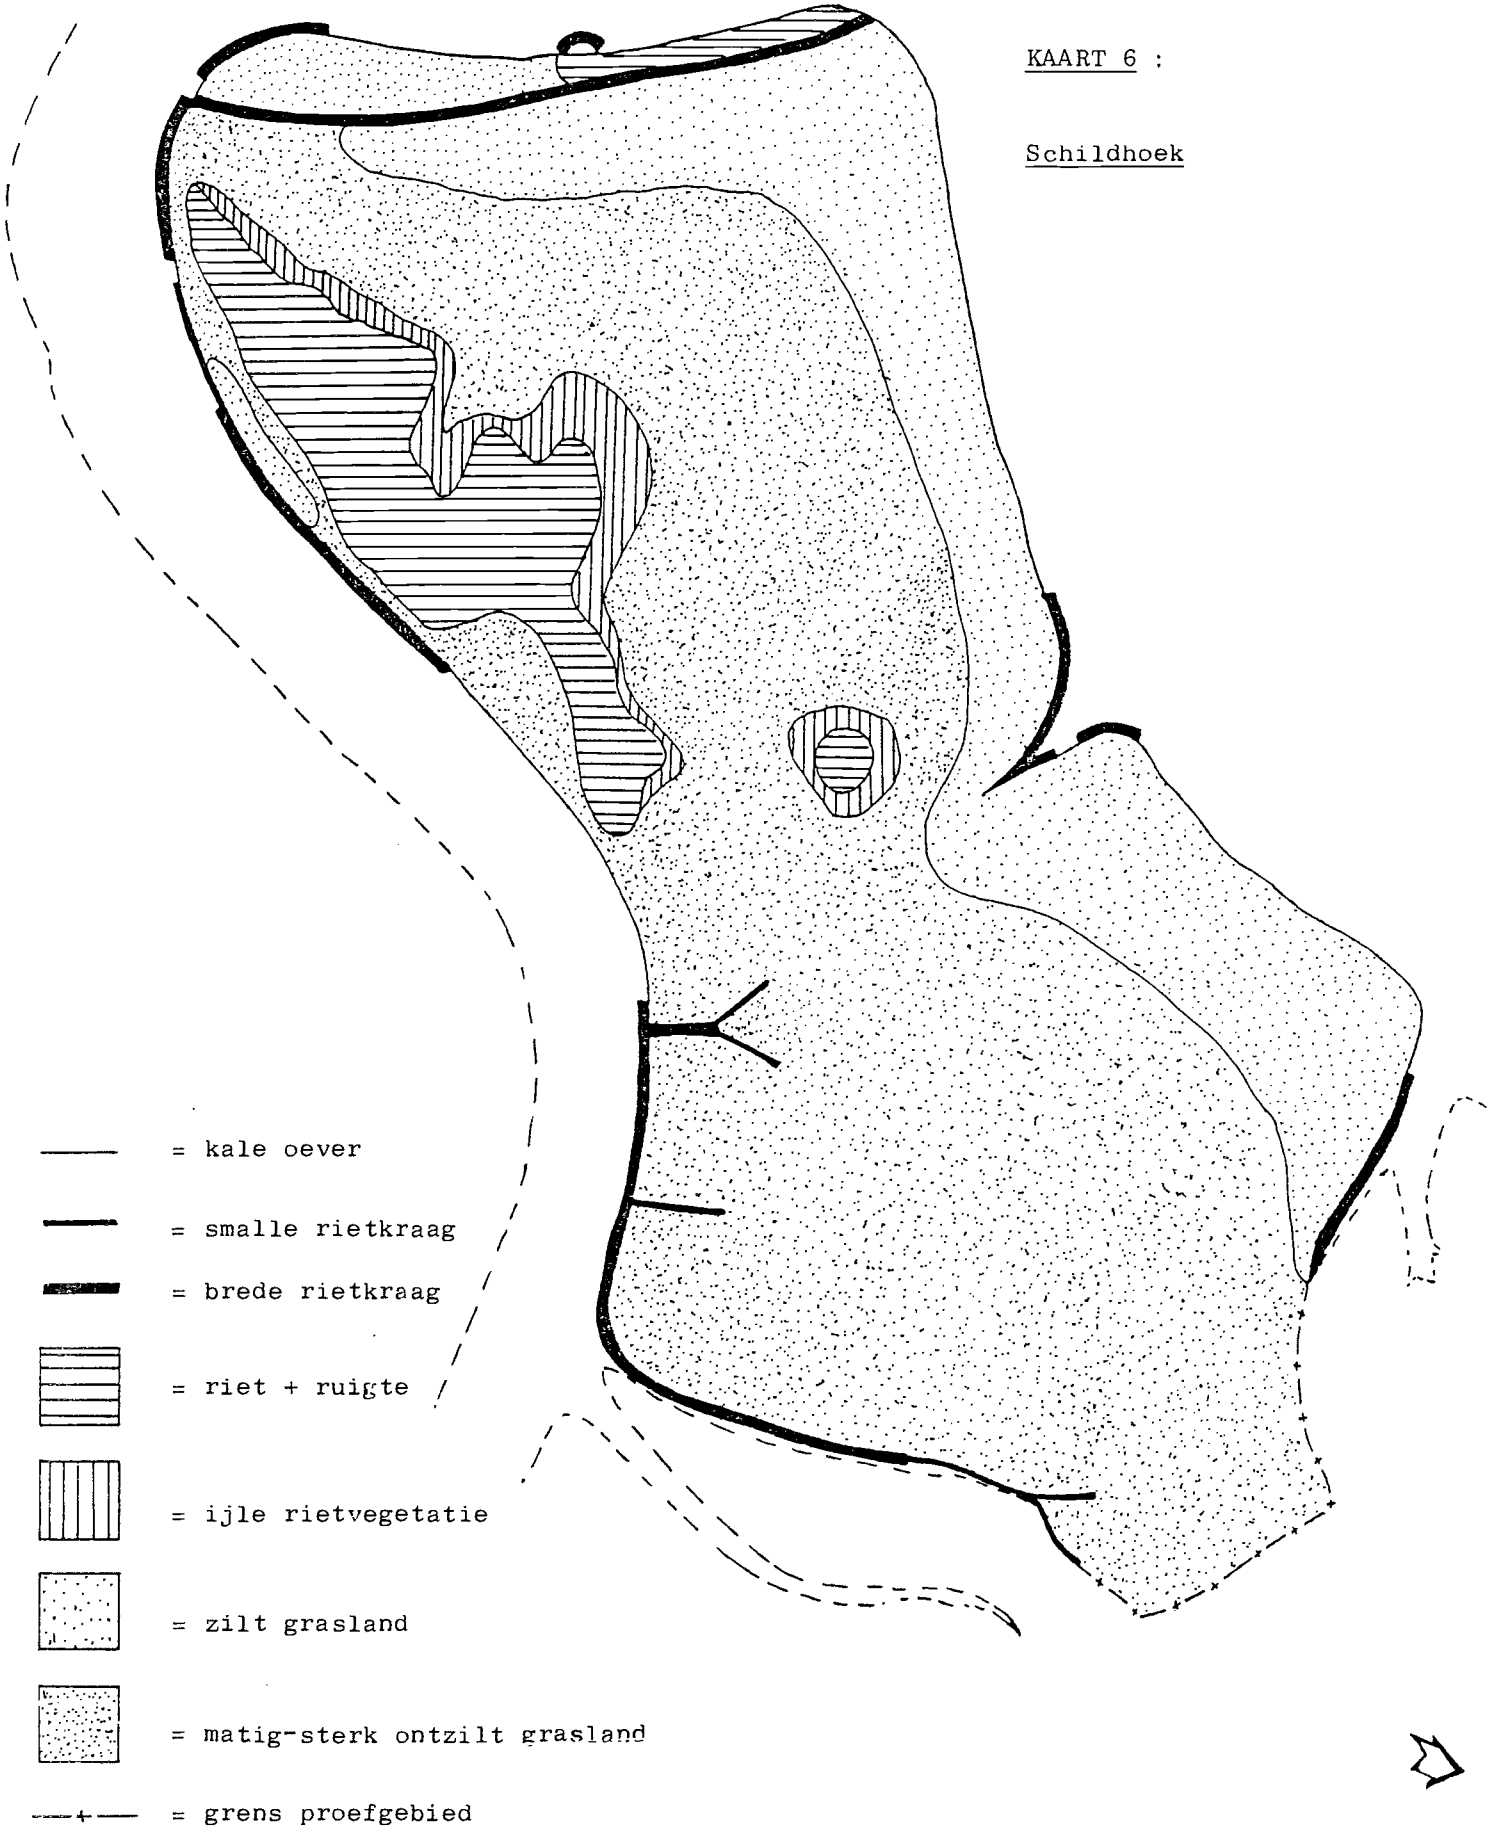 KAART 6 :
Schildhoek
= kale oever
= smalle rietkraag
= brede rietkraag
= riet + ruigte
= ijle rietvegetatie
= zilt grasland
= matig-sterk ontzilt grasland
= grens proefgebied